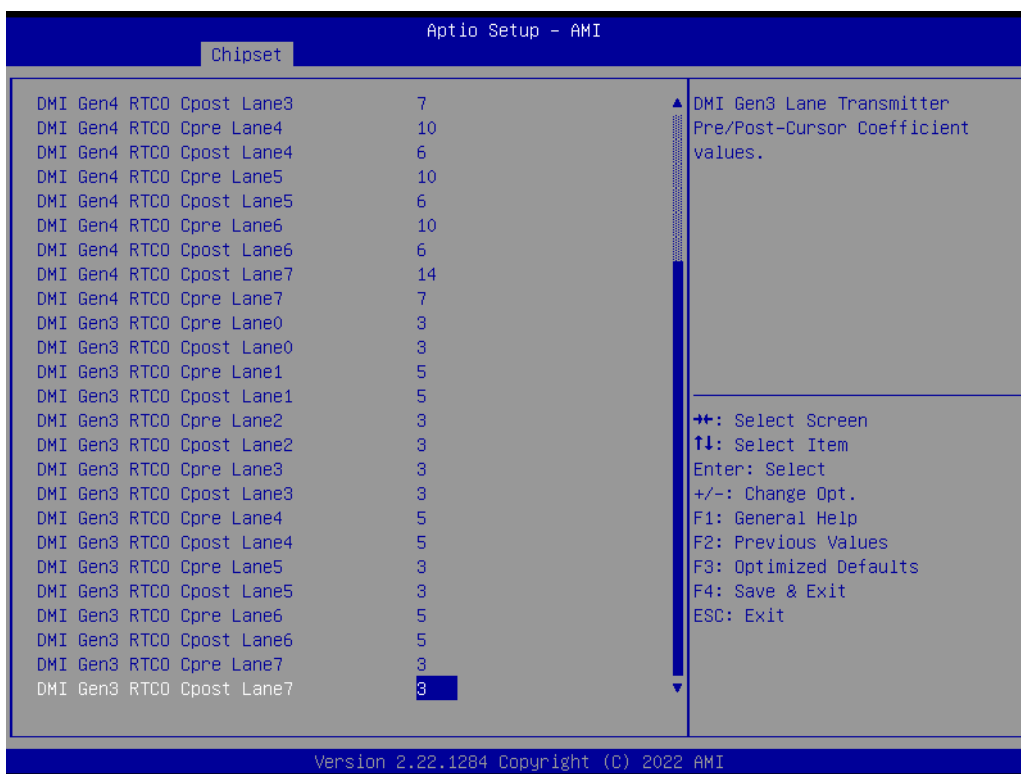 Aptio Setup – AMI
Chipset
DMI Gen4 RTCO Cpost Lane3 7
DMI Gen4 RTCO Cpre Lane4 10
DMI Gen4 RTCO Cpost Lane4 6
DMI Gen4 RTCO Cpre Lane5 10
DMI Gen4 RTCO Cpost Lane5 6
DMI Gen4 RTCO Cpre Lane6 10
DMI Gen4 RTCO Cpost Lane6 6
DMI Gen4 RTCO Cpost Lane7 14
DMI Gen4 RTCO Cpre Lane7 7
DMI Gen3 RTCO Cpre Lane0 3
DMI Gen3 RTCO Cpost Lane0 3
DMI Gen3 RTCO Cpre Lane1 5
DMI Gen3 RTCO Cpost Lane1 5
DMI Gen3 RTCO Cpre Lane2 3
DMI Gen3 RTCO Cpost Lane2 3
DMI Gen3 RTCO Cpre Lane3 3
DMI Gen3 RTCO Cpost Lane3 3
DMI Gen3 RTCO Cpre Lane4 5
DMI Gen3 RTCO Cpost Lane4 5
DMI Gen3 RTCO Cpre Lane5 3
DMI Gen3 RTCO Cpost Lane5 3
DMI Gen3 RTCO Cpre Lane6 5
DMI Gen3 RTCO Cpost Lane6 5
DMI Gen3 RTCO Cpre Lane7 3
DMI Gen3 RTCO Cpost Lane7 3
DMI Gen3 Lane Transmitter
Pre/Post-Cursor Coefficient
values.
→←: Select Screen
↑↓: Select Item
Enter: Select
+/-: Change Opt.
F1: General Help
F2: Previous Values
F3: Optimized Defaults
F4: Save & Exit
ESC: Exit
Version 2.22.1284 Copyright (C) 2022 AMI